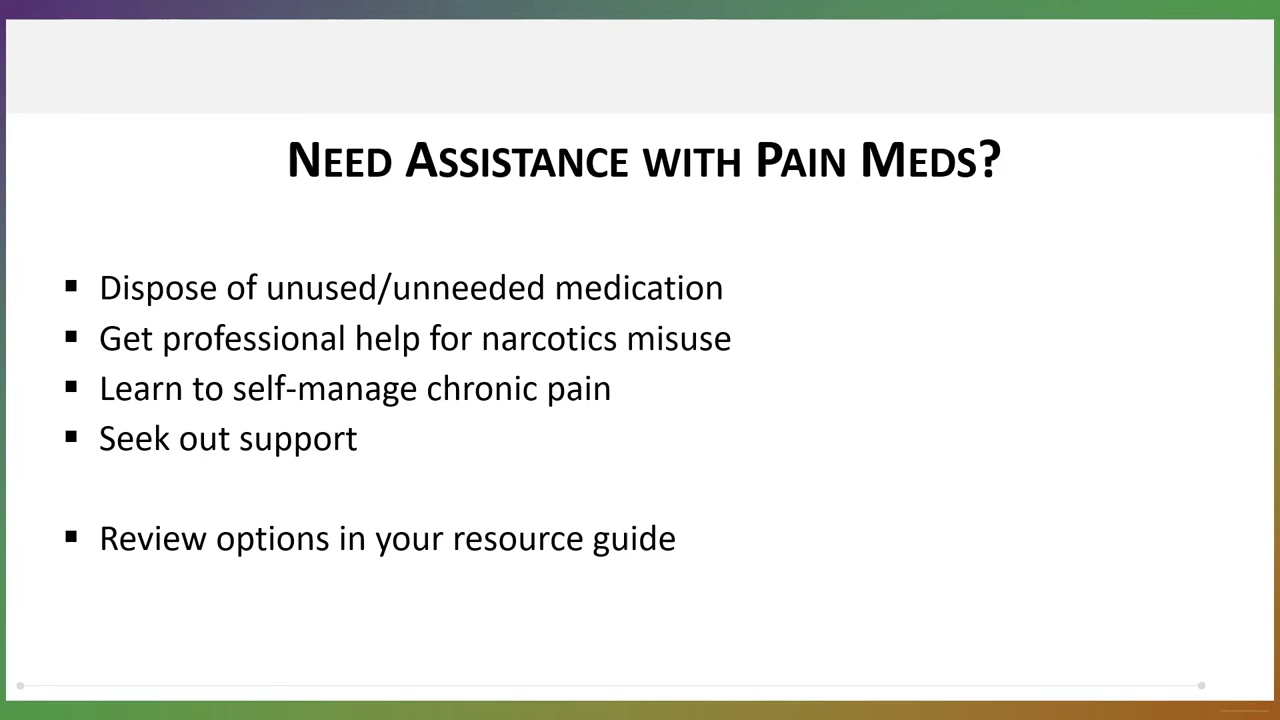 Need Assistance with Pain Meds?
▪ Dispose of unused/unneeded medication
▪ Get professional help for narcotics misuse
▪ Learn to self-manage chronic pain
▪ Seek out support
▪ Review options in your resource guide